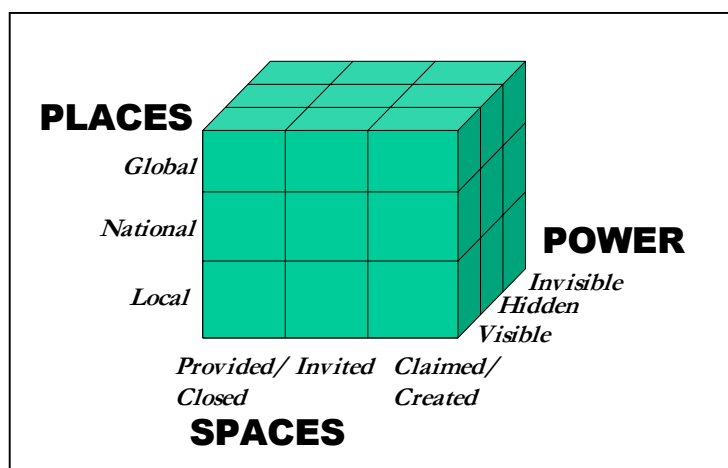 PLACES
Global
National
Local
POWER
Invisible
Hidden
Visible
Provided/ Invited Claimed/
Closed Created
SPACES